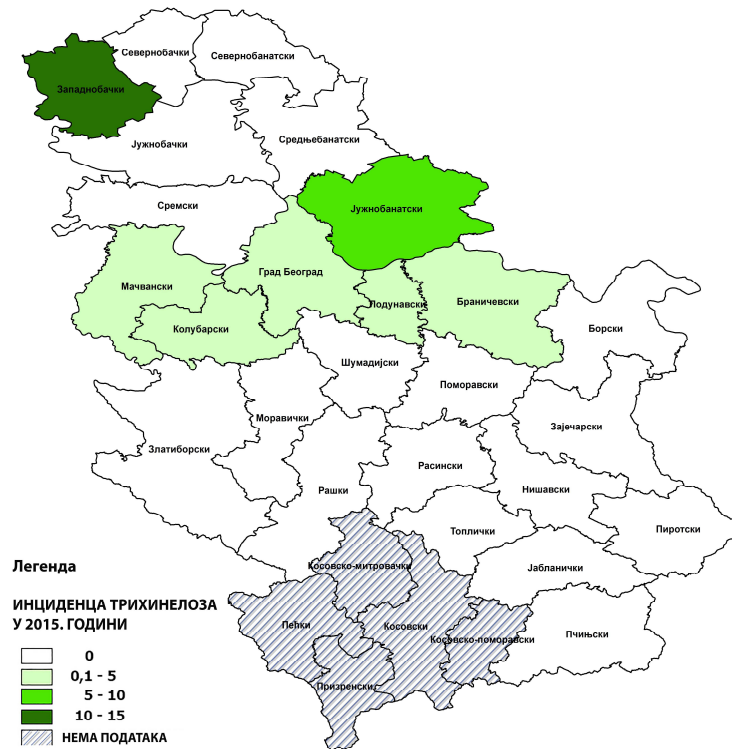 Севернобачки
Севернобанатски
Западнобачки
Јужнобачки
Средњебанатски
Сремски
Јужнобанатски
Мачвански
Град Београд
Подунавски
Браничевски
Колубарски
Борски
Шумадијски
Поморавски
Моравички
Зајечарски
Златиборски
Расински
Рашки
Нишавски
Топлички
Пиротски
Косовско-митровачки
Јабланички
Пећки
Косовски
Косовско-поморавски
Пчињски
Призренски
Легенда
ИНЦИДЕНЦА ТРИХИНЕЛОЗА
У 2015. ГОДИНИ
0
0,1 - 5
5 - 10
10 - 15
НЕМА ПОДАТАКА